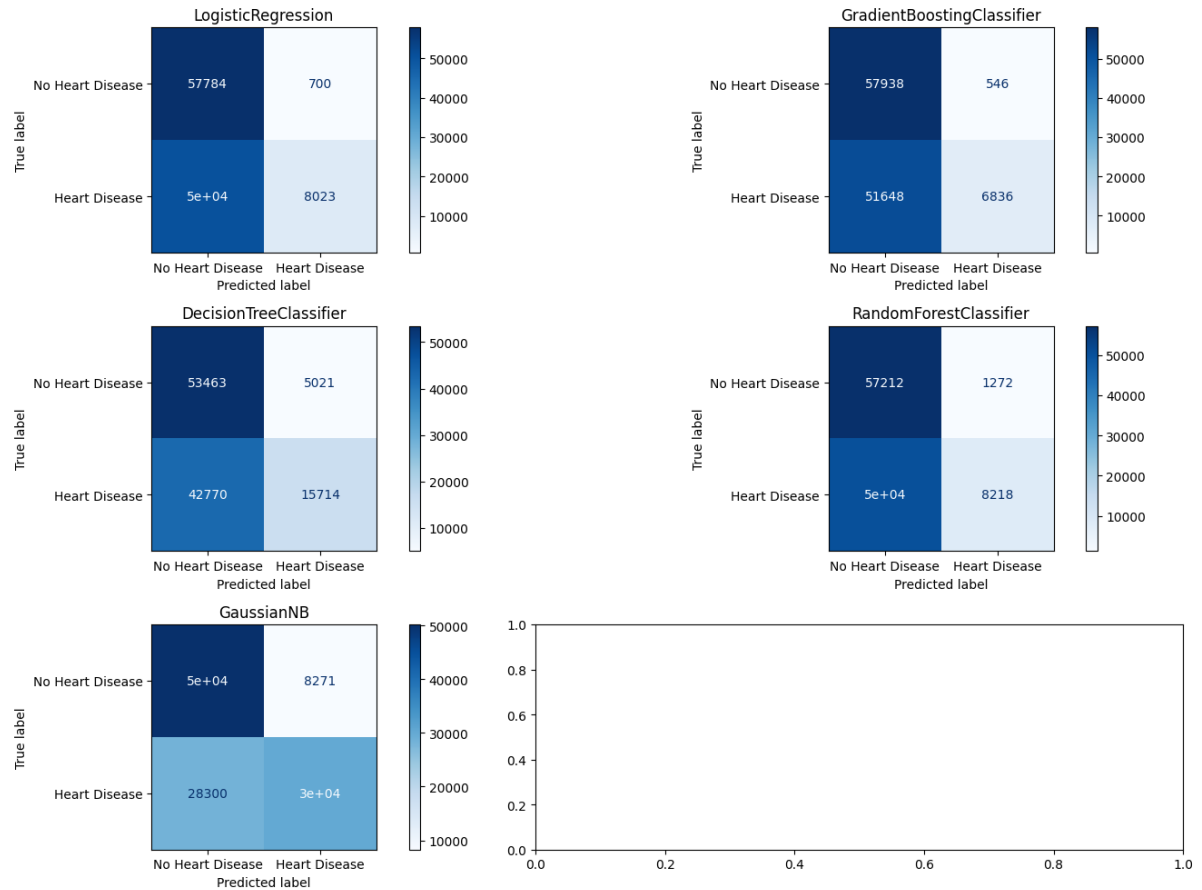 LogisticRegression
No Heart Disease
Heart Disease
True label
57784
700
5e+04
8023
No Heart Disease
Heart Disease
Predicted label
50000
40000
30000
20000
10000
GradientBoostingClassifier
No Heart Disease
Heart Disease
True label
57938
546
51648
6836
No Heart Disease
Heart Disease
Predicted label
50000
40000
30000
20000
10000
DecisionTreeClassifier
No Heart Disease
Heart Disease
True label
53463
5021
42770
15714
No Heart Disease
Heart Disease
Predicted label
50000
40000
30000
20000
10000
RandomForestClassifier
No Heart Disease
Heart Disease
True label
57212
1272
5e+04
8218
No Heart Disease
Heart Disease
Predicted label
50000
40000
30000
20000
10000
GaussianNB
No Heart Disease
Heart Disease
True label
5e+04
8271
28300
3e+04
No Heart Disease
Heart Disease
Predicted label
50000
40000
30000
20000
10000
1.0
0.8
0.6
0.4
0.2
0.0
0.0
0.2
0.4
0.6
0.8
1.0